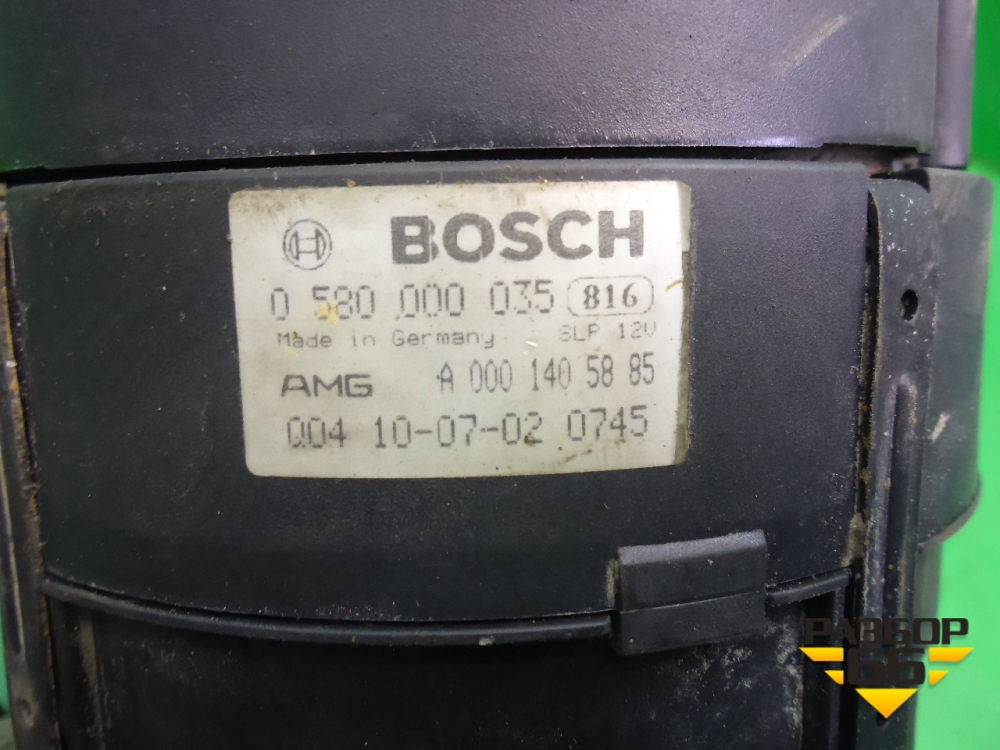 BOSCH
0 580 000 035 816
Made in Germany SLP 12V
AMG A 000 140 58 85
Q04 10-07-02 0745
РАЗБОР
66